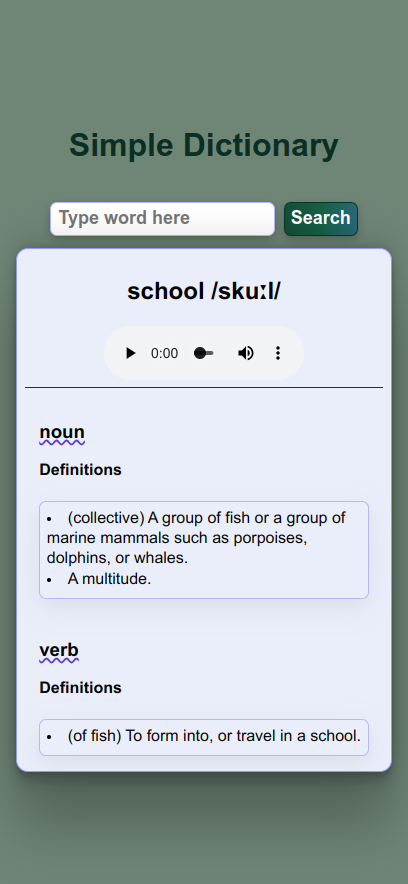 Simple Dictionary
Type word here
Search
school /skuːl/
0:00
noun
Definitions
• (collective) A group of fish or a group of
marine mammals such as porpoises,
dolphins, or whales.
• A multitude.
verb
Definitions
• (of fish) To form into, or travel in a school.